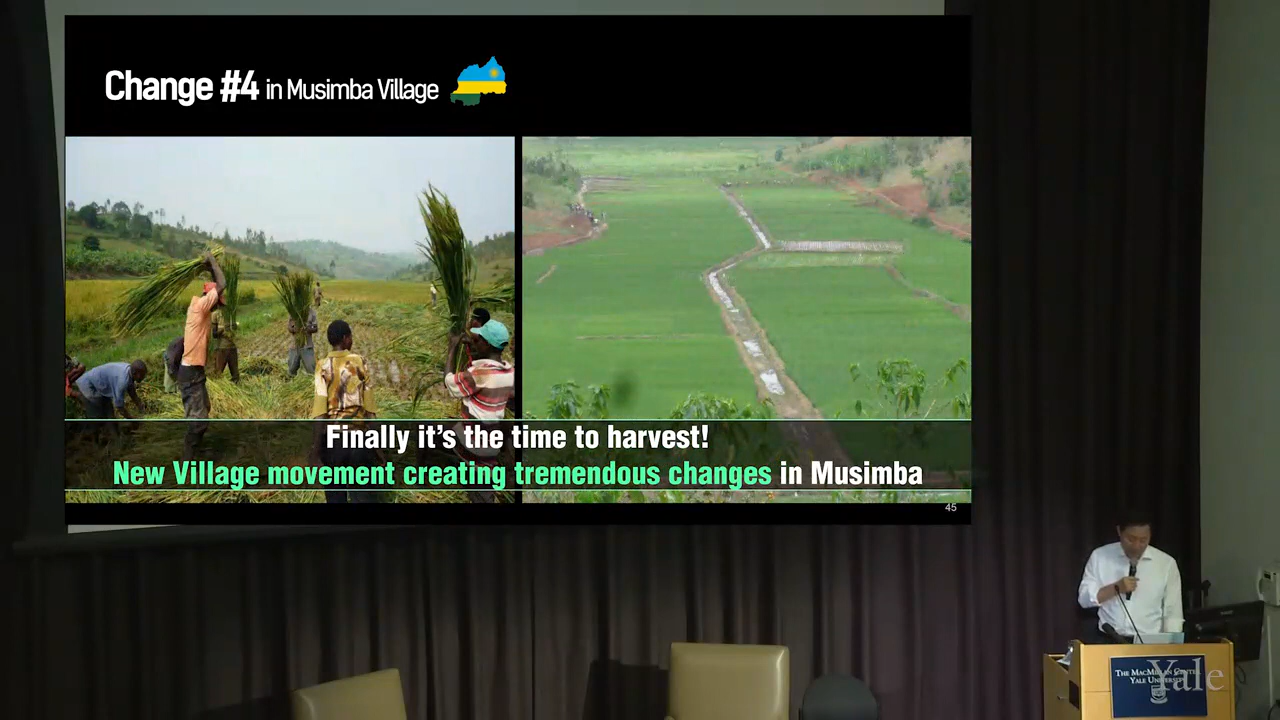 Change #4 in Musimba Village
Finally it's the time to harvest!
New Village movement creating tremendous changes in Musimba
45
THE MACMILLAN CENTER
YALE UNIVERSITY
Yale